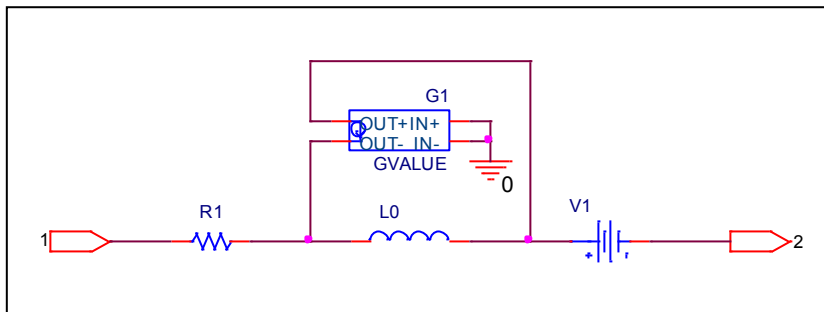 G1
OUT+IN+
OUT- IN-
GVALUE
0
R1
L0
V1
1
2